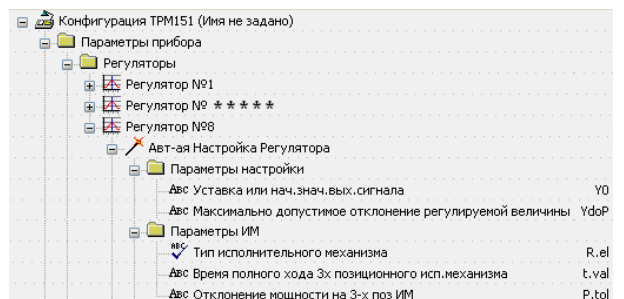 Конфигурация ТРМ151 (Имя не задано)
Параметры прибора
Регуляторы
Регулятор №1
Регулятор № *****
Регулятор №8
Авт-ая Настройка Регулятора
Параметры настройки
Авс Уставка или нач.знач.вых.сигнала Y0
Авс Максимально допустимое отклонение регулируемой величины YdoP
Параметры ИМ
АВС Тип исполнительного механизма R.el
Авс Время полного хода 3х позиционного исп.механизма t.val
Авс Отклонение мощности на 3-х поз ИМ P.tol